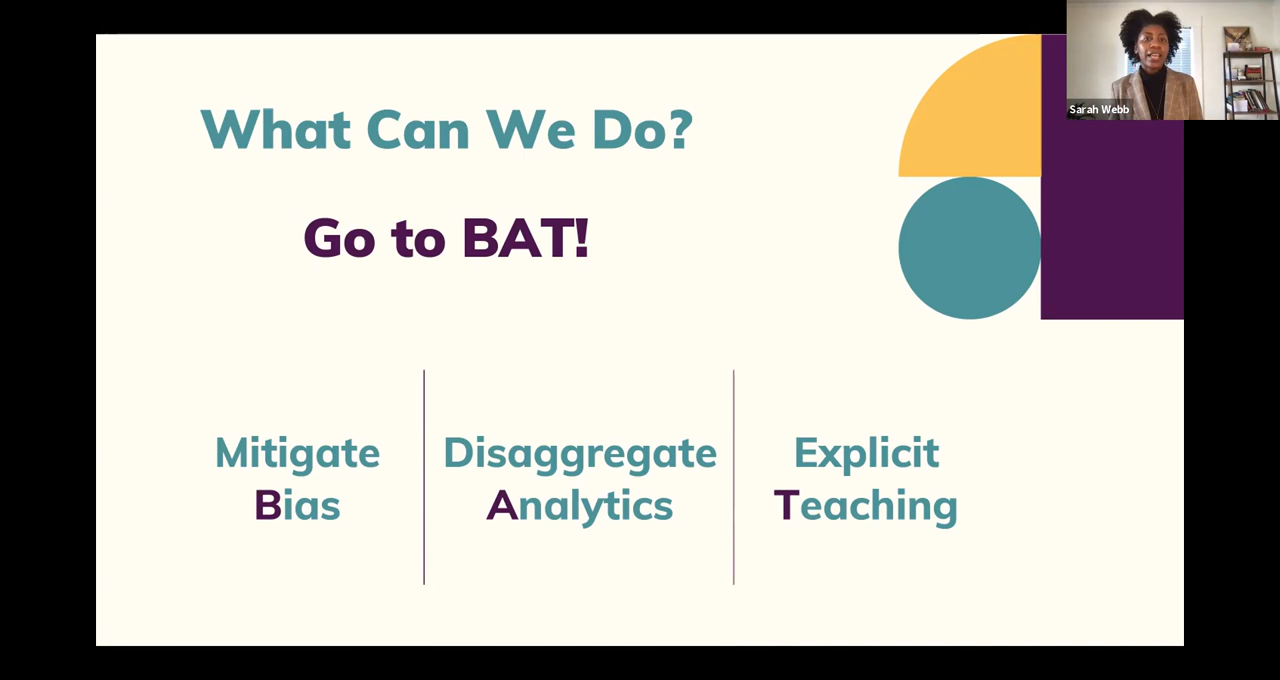 What Can We Do?
Go to BAT!
Mitigate
Bias
Disaggregate
Analytics
Explicit
Teaching
Sarah Webb